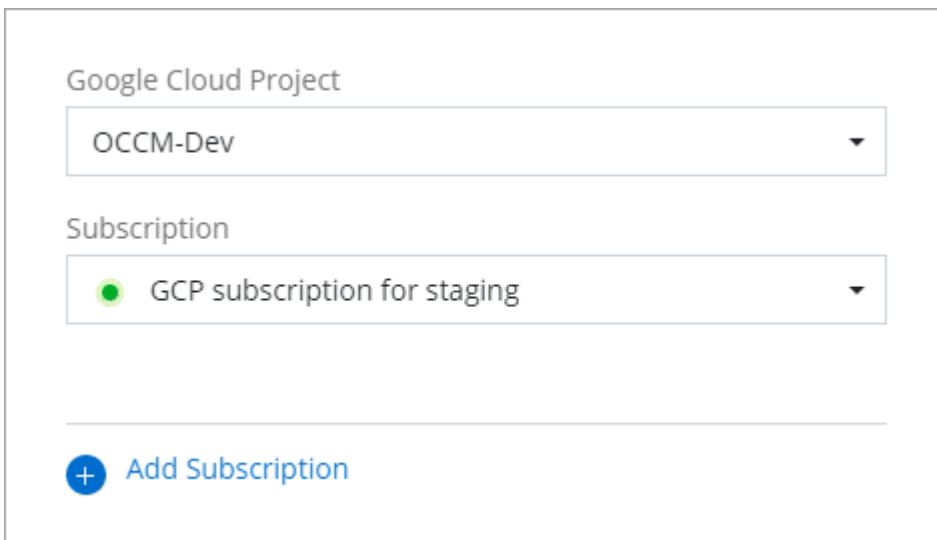 Google Cloud Project
OCCM-Dev
Subscription
GCP subscription for staging
Add Subscription